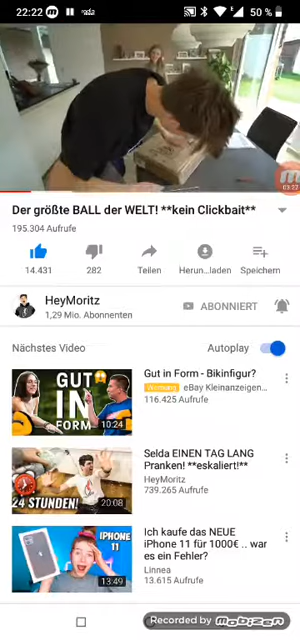 22:22
50 %
03:22
Der größte BALL der WELT! **kein Clickbait**
195.304 Aufrufe
14.431
282
Teilen
Herun...laden
Speichern
HeyMoritz
1,29 Mio. Abonnenten
ABONNIERT
Nächstes Video
Autoplay
GUT
IN
FORM
10:24
Gut in Form - Bikinfigur?
Werbung eBay Kleinanzeigen...
116.425 Aufrufe
24 STUNDEN!
20:08
Selda EINEN TAG LANG
Pranken! **eskaliert!**
HeyMoritz
739.265 Aufrufe
IPHONE
11
13:49
Ich kaufe das NEUE
iPhone 11 für 1000€ .. war
es ein Fehler?
Linnea
13.615 Aufrufe
Recorded by Mobizen